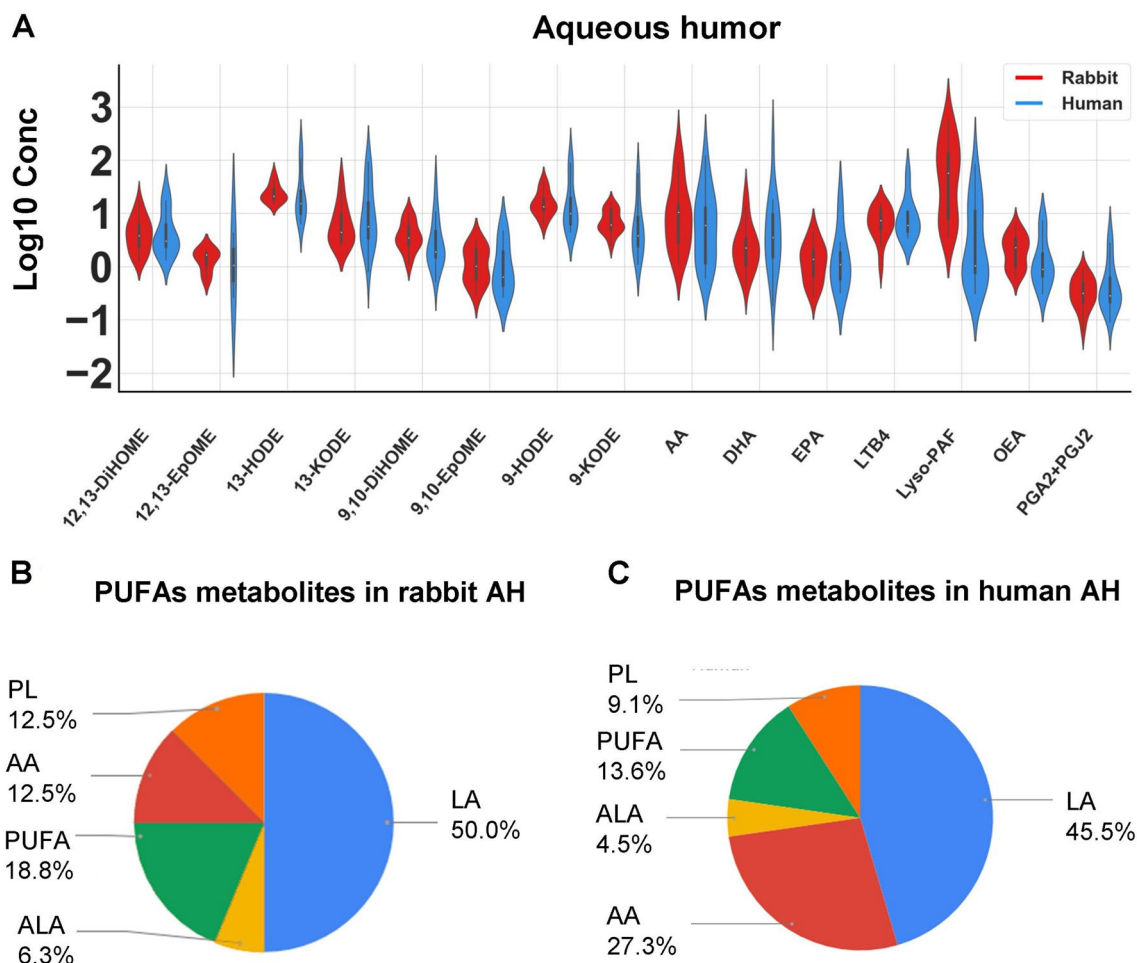 A
Aqueous humor
Rabbit
Human
Log10 Conc
3
2
1
0
−1
−2
12,13-DiHOME
12,13-EpOME
13-HODE
13-KODE
9,10-DiHOME
9,10-EpOME
9-HODE
9-KODE
AA
DHA
EPA
LTB4
Lyso-PAF
OEA
PGA2+PGJ2
B
PUFAs metabolites in rabbit AH
PL
12.5%
AA
12.5%
PUFA
18.8%
ALA
6.3%
LA
50.0%
C
PUFAs metabolites in human AH
PL
9.1%
PUFA
13.6%
ALA
4.5%
AA
27.3%
LA
45.5%